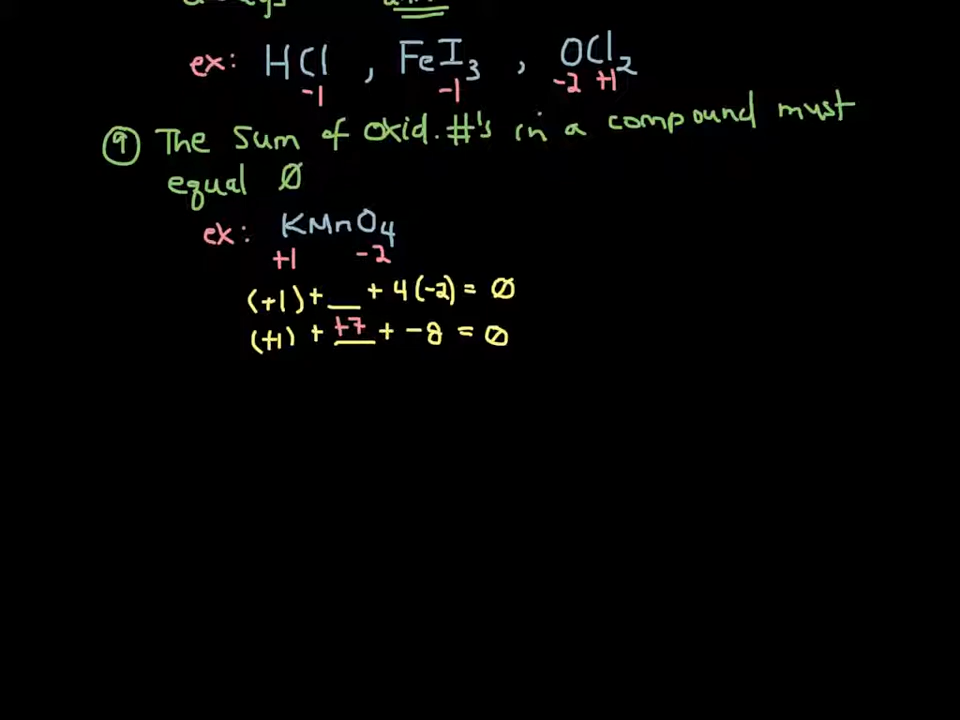 ex: HCl , FeI₃ , OCl₂
-1 -1 -2 +1
⑨ The Sum of oxid. #'s in a compound must
equal Ø
ex: KMnO₄
+1 -2
(+1) + __ + 4(-2) = Ø
(+1) + +7 + -8 = Ø